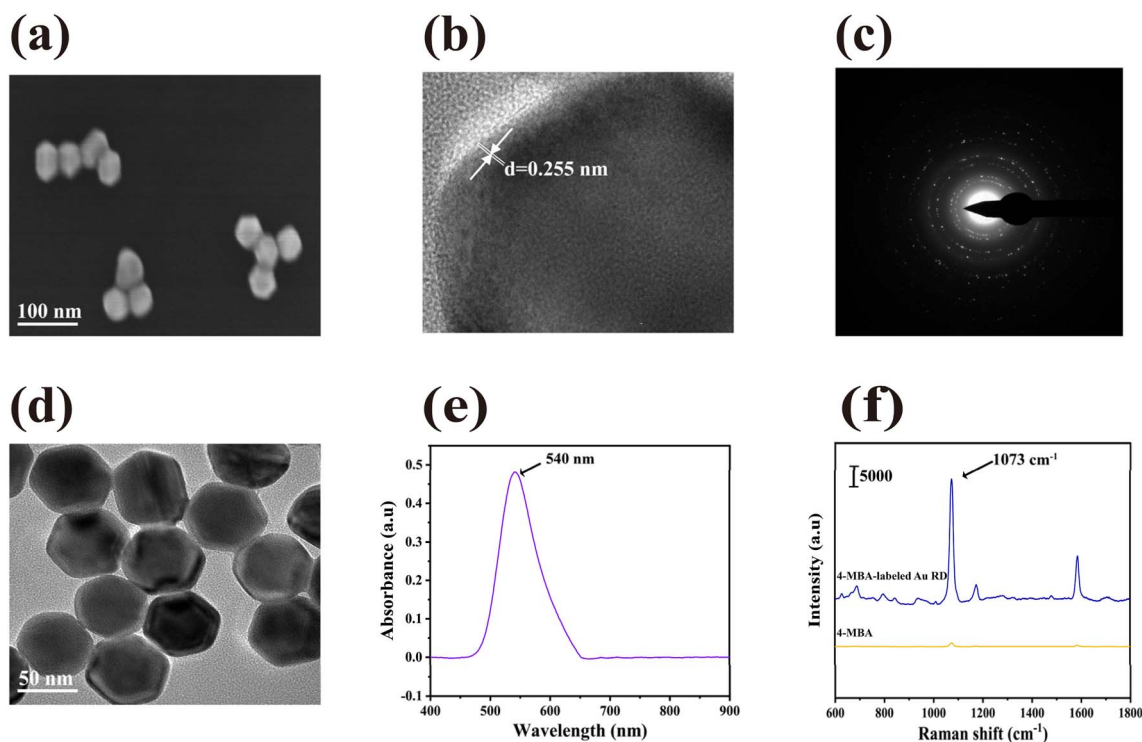 (a)
(b)
(c)
100 nm
d=0.255 nm
(d)
(e)
(f)
50 nm
540 nm
Absorbance (a.u)
0.5
0.4
0.3
0.2
0.1
0.0
-0.1
400 500 600 700 800 900
Wavelength (nm)
5000
1073 cm⁻¹
Intensity (a.u)
4-MBA-labeled Au RD
4-MBA
600 800 1000 1200 1400 1600 1800
Raman shift (cm⁻¹)